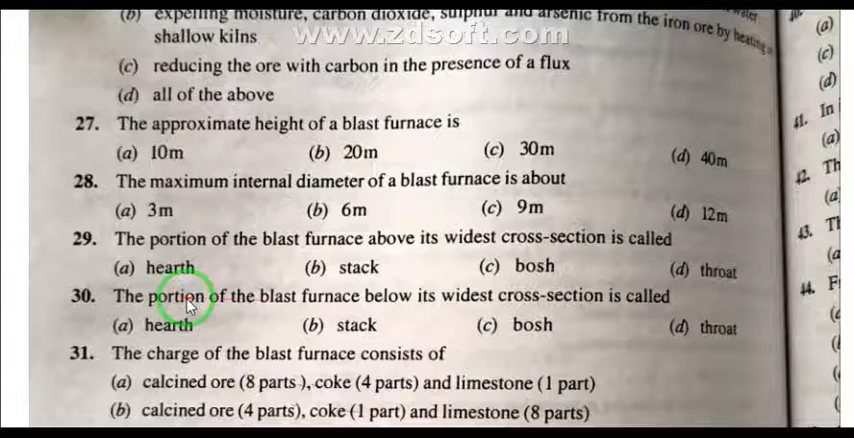 (b) expelling moisture, carbon dioxide, sulphur and arsenic from the iron ore by heating in
water
shallow kilns
www.zdsoft.com
(c) reducing the ore with carbon in the presence of a flux
(d) all of the above
27. The approximate height of a blast furnace is
(a) 10m (b) 20m (c) 30m (d) 40m
28. The maximum internal diameter of a blast furnace is about
(a) 3m (b) 6m (c) 9m (d) 12m
29. The portion of the blast furnace above its widest cross-section is called
(a) hearth (b) stack (c) bosh (d) throat
30. The portion of the blast furnace below its widest cross-section is called
(a) hearth (b) stack (c) bosh (d) throat
31. The charge of the blast furnace consists of
(a) calcined ore (8 parts ), coke (4 parts) and limestone (1 part)
(b) calcined ore (4 parts), coke (1 part) and limestone (8 parts)
40.
(a)
(c)
(d)
41. In
(a)
42. Th
(a)
43. Th
(a
44. F